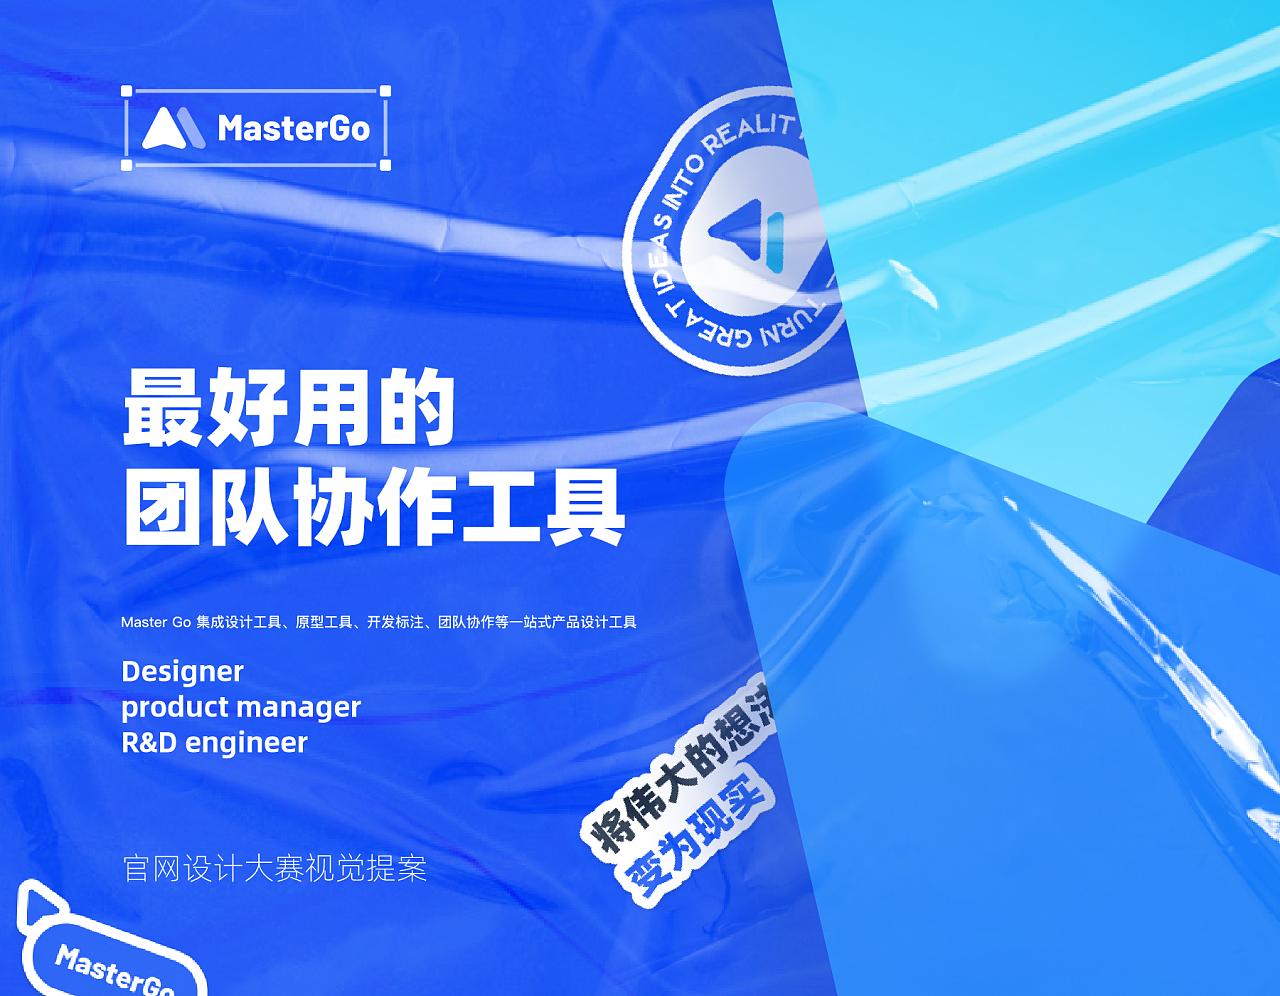 MasterGo
TURN GREAT IDEAS INTO REALITY
最好用的
团队协作工具
Master Go 集成设计工具、原型工具、开发标注、团队协作等一站式产品设计工具
Designer
product manager
R&D engineer
将伟大的想法
变为现实
官网设计大赛视觉提案
MasterGo